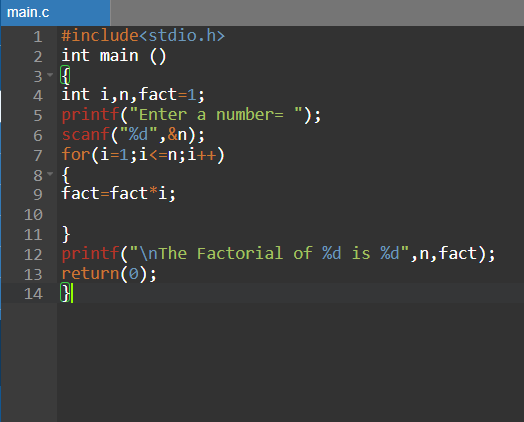 main.c
1 #include<stdio.h>
2 int main ()
3 {
4 int i,n,fact=1;
5 printf("Enter a number= ");
6 scanf("%d",&n);
7 for(i=1;i<=n;i++)
8 {
9 fact=fact*i;
10
11 }
12 printf("\nThe Factorial of %d is %d",n,fact);
13 return(0);
14 }